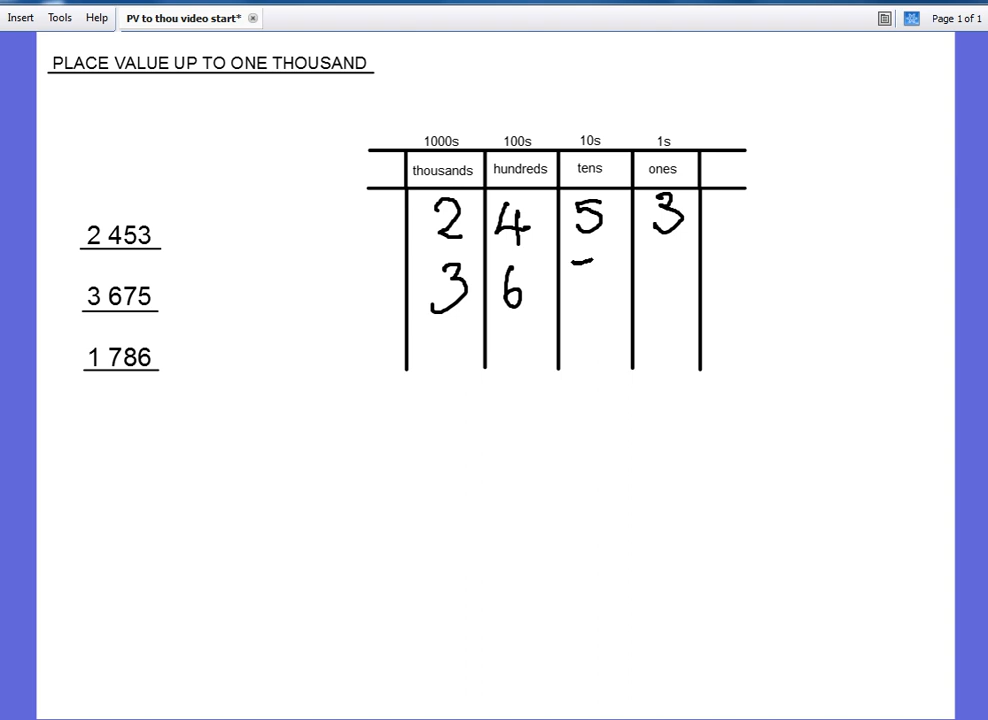 Insert Tools Help PV to thou video start* Page 1 of 1
PLACE VALUE UP TO ONE THOUSAND
1000s 100s 10s 1s
thousands hundreds tens ones
2 4 5 3
2 453
3 6
3 675
1 786